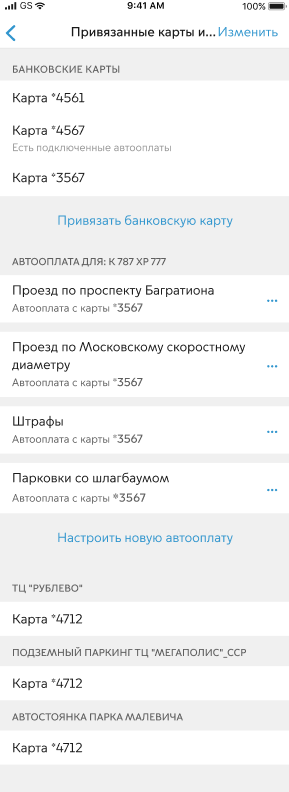 GS 9:41 AM 100%
Привязанные карты и... Изменить
БАНКОВСКИЕ КАРТЫ
Карта *4561
Карта *4567
Есть подключенные автооплаты
Карта *3567
Привязать банковскую карту
АВТООПЛАТА ДЛЯ: К 787 ХР 777
Проезд по проспекту Багратиона
Автооплата с карты *3567
...
Проезд по Московскому скоростному
диаметру
Автооплата с карты *3567
...
Штрафы
Автооплата с карты *3567
...
Парковки со шлагбаумом
Автооплата с карты *3567
...
Настроить новую автооплату
ТЦ "РУБЛЕВО"
Карта *4712
ПОДЗЕМНЫЙ ПАРКИНГ ТЦ "МЕГАПОЛИС"_ССР
Карта *4712
АВТОСТОЯНКА ПАРКА МАЛЕВИЧА
Карта *4712